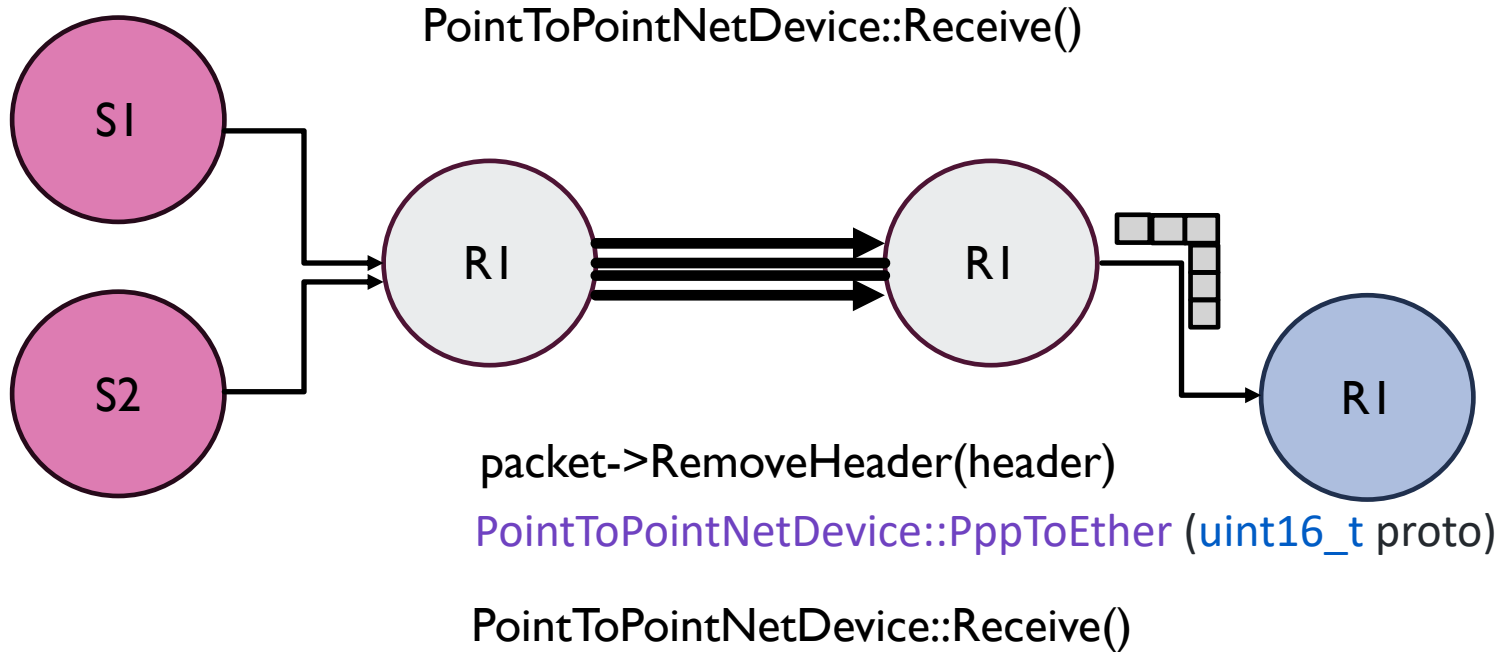 PointToPointNetDevice::Receive()
S1
R1
R1
S2
R1
packet->RemoveHeader(header)
PointToPointNetDevice::PppToEther (uint16_t proto)
PointToPointNetDevice::Receive()